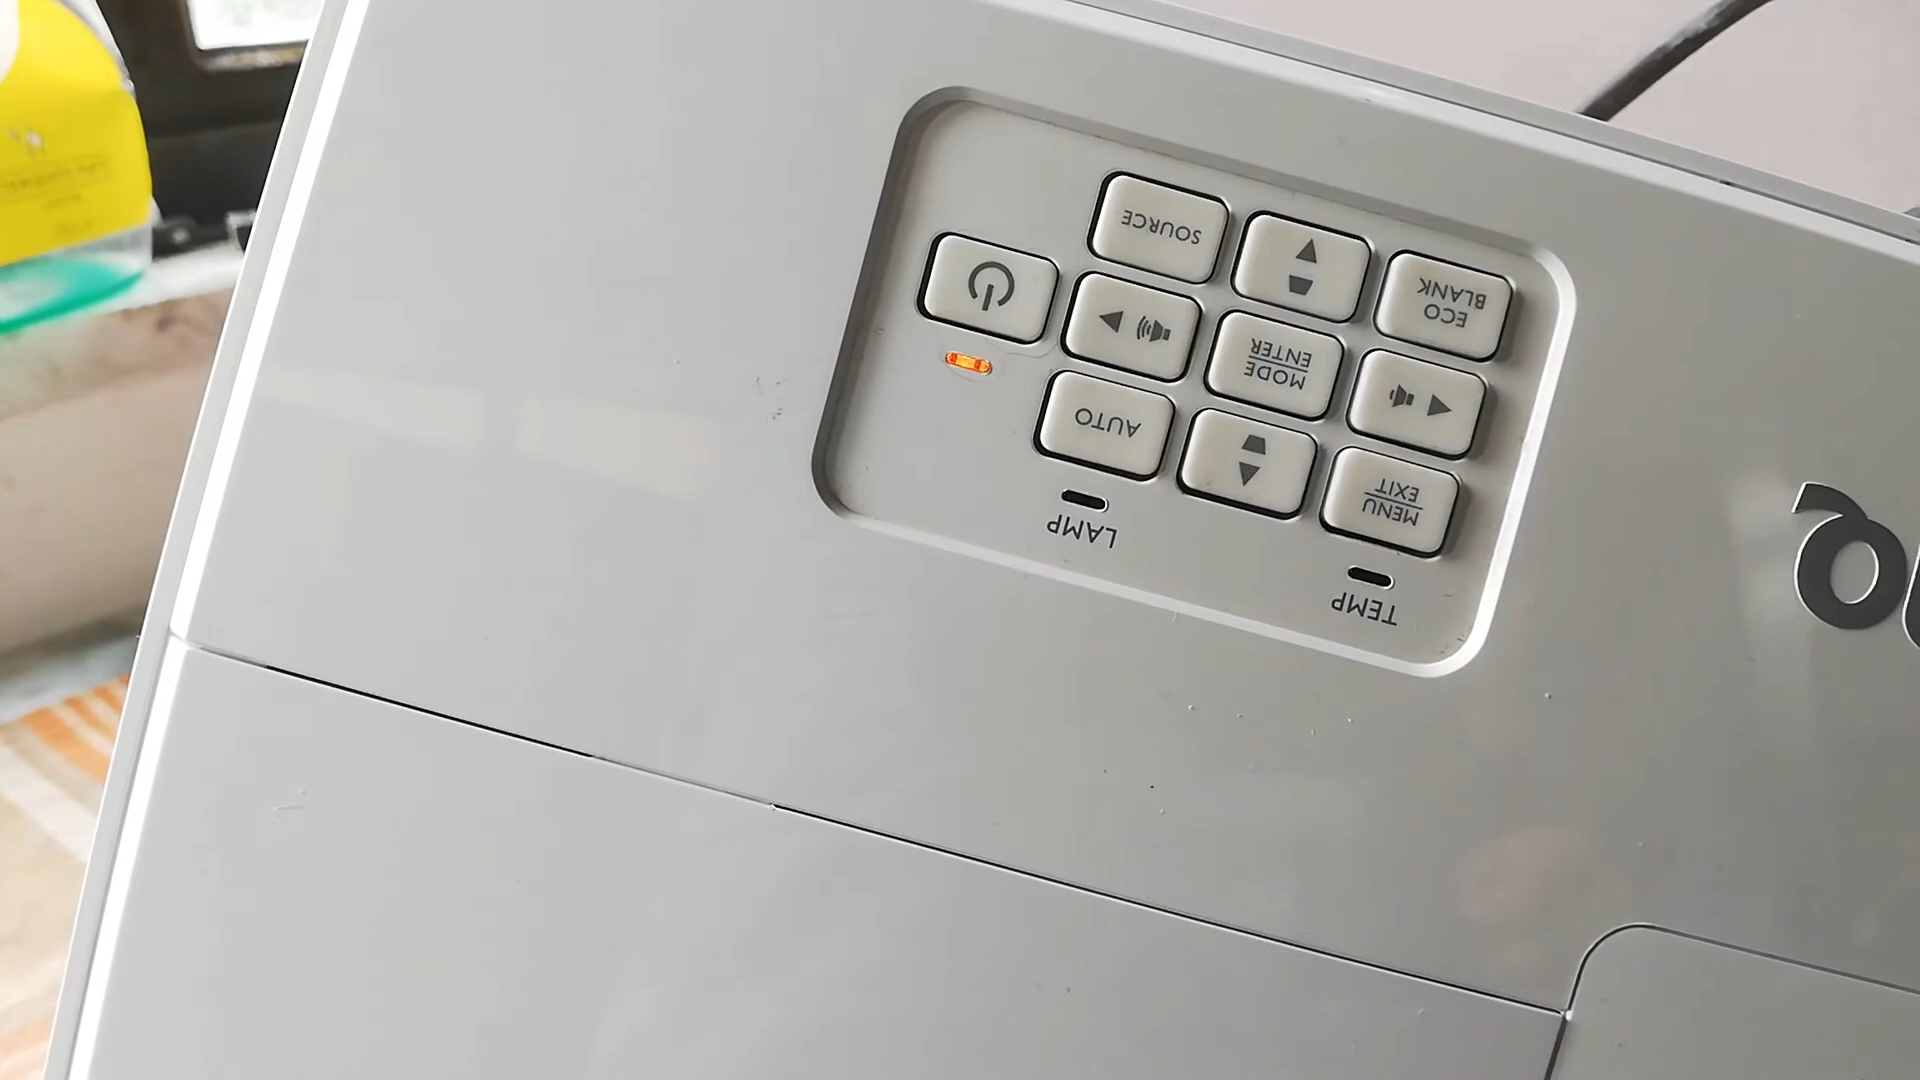 TEMP
LAMP
MENU
EXIT
AUTO
MODE
ENTER
ECO
BLANK
SOURCE
Q